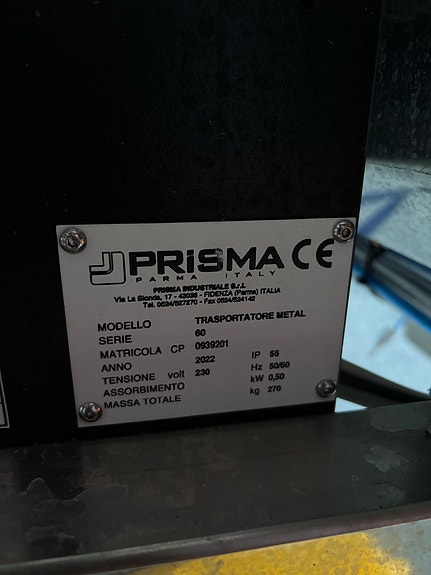 PRISMA CE
PARMA ITALY
PRISMA INDUSTRIALE S.r.L
Via La Bionda, 17 - 43036 - FIDENZA (Parma) ITALIA
Tel. 0524/527270 - Fax 0524/524142
MODELLO TRASPORTATORE METAL
SERIE 60
MATRICOLA CP 0939201
ANNO 2022 IP 55
TENSIONE volt 230 Hz 50/60
ASSORBIMENTO kW 0,50
MASSA TOTALE kg 270